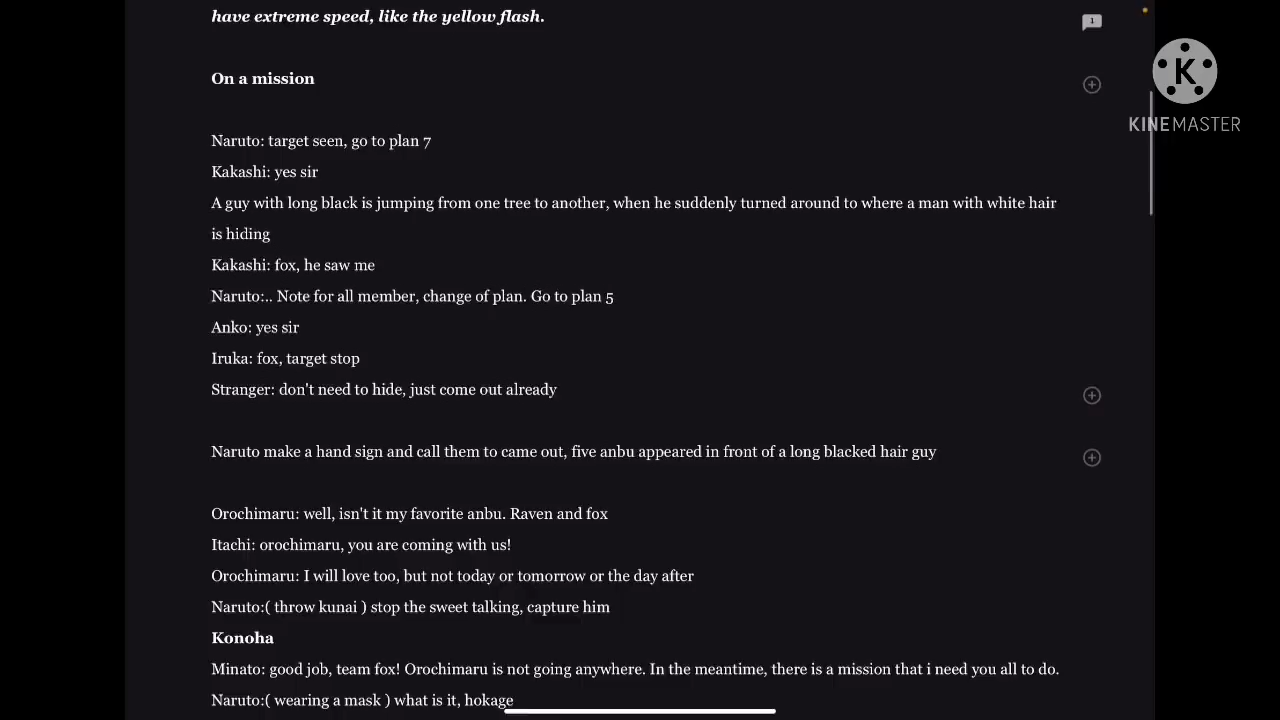 have extreme speed, like the yellow flash.
1
On a mission
K
KINEMASTER
Naruto: target seen, go to plan 7
Kakashi: yes sir
A guy with long black is jumping from one tree to another, when he suddenly turned around to where a man with white hair
is hiding
Kakashi: fox, he saw me
Naruto:.. Note for all member, change of plan. Go to plan 5
Anko: yes sir
Iruka: fox, target stop
Stranger: don't need to hide, just come out already
Naruto make a hand sign and call them to came out, five anbu appeared in front of a long blacked hair guy
Orochimaru: well, isn't it my favorite anbu. Raven and fox
Itachi: orochimaru, you are coming with us!
Orochimaru: I will love too, but not today or tomorrow or the day after
Naruto:( throw kunai ) stop the sweet talking, capture him
Konoha
Minato: good job, team fox! Orochimaru is not going anywhere. In the meantime, there is a mission that i need you all to do.
Naruto:( wearing a mask ) what is it, hokage